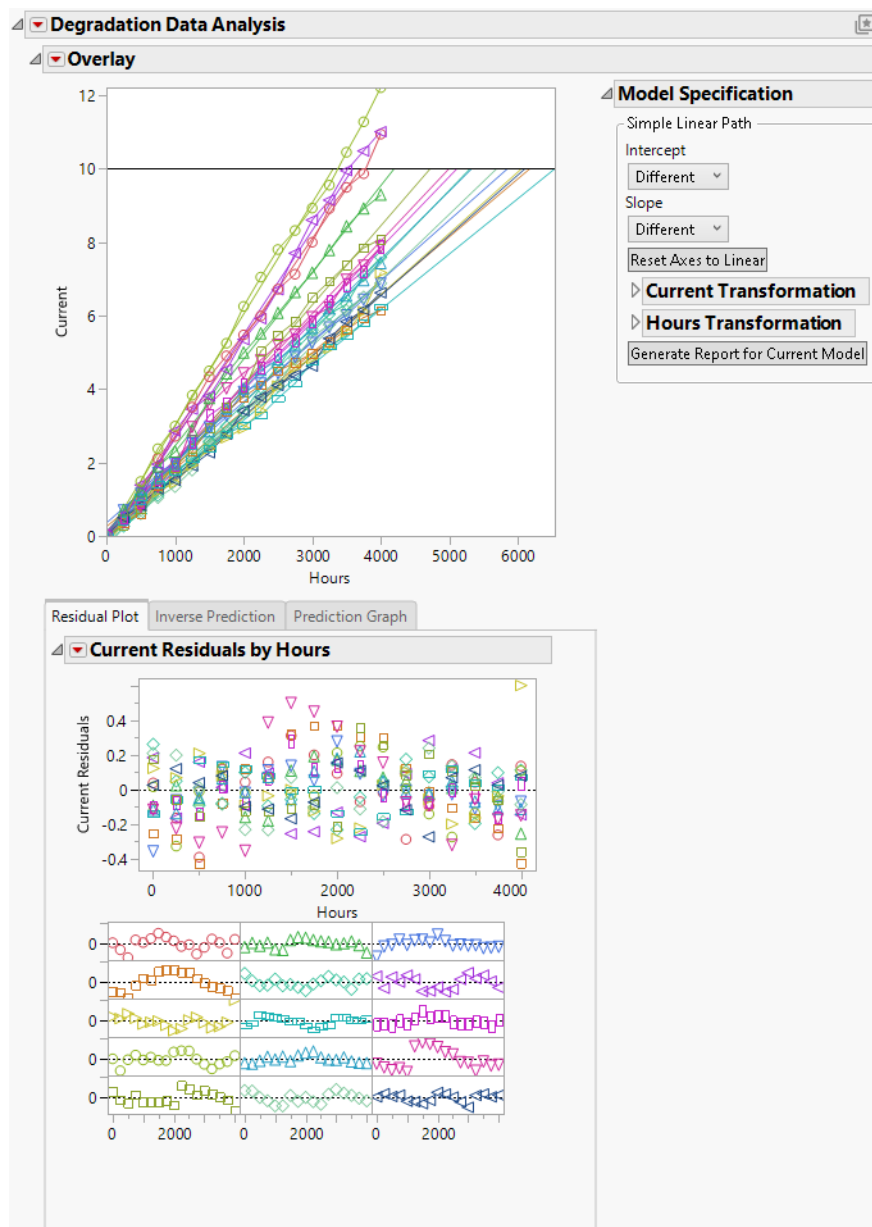 Degradation Data Analysis
Overlay
12
10
8
6
4
2
0
Current
0 1000 2000 3000 4000 5000 6000
Hours
Model Specification
Simple Linear Path
Intercept
Different
Slope
Different
Reset Axes to Linear
Current Transformation
Hours Transformation
Generate Report for Current Model
Residual Plot Inverse Prediction Prediction Graph
Current Residuals by Hours
0.4
0.2
0
-0.2
-0.4
Current Residuals
0 1000 2000 3000 4000
Hours
0
0
0
0
0
0 2000 0 2000 0 2000